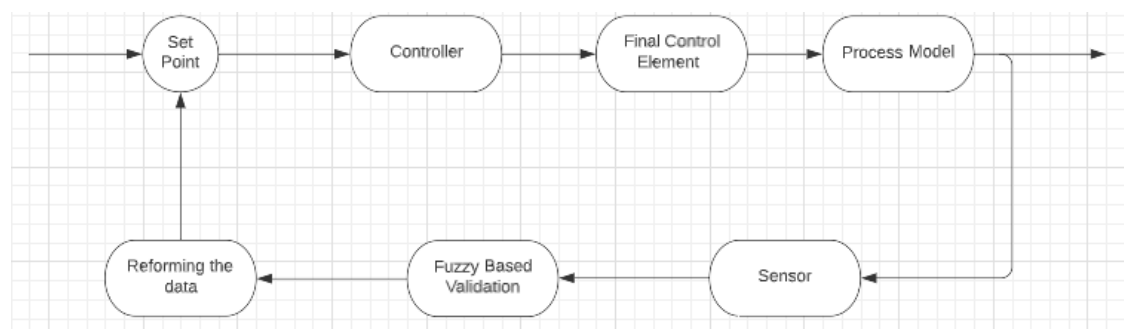 Set
Point
Controller
Final Control
Element
Process Model
Reforming the
data
Fuzzy Based
Validation
Sensor